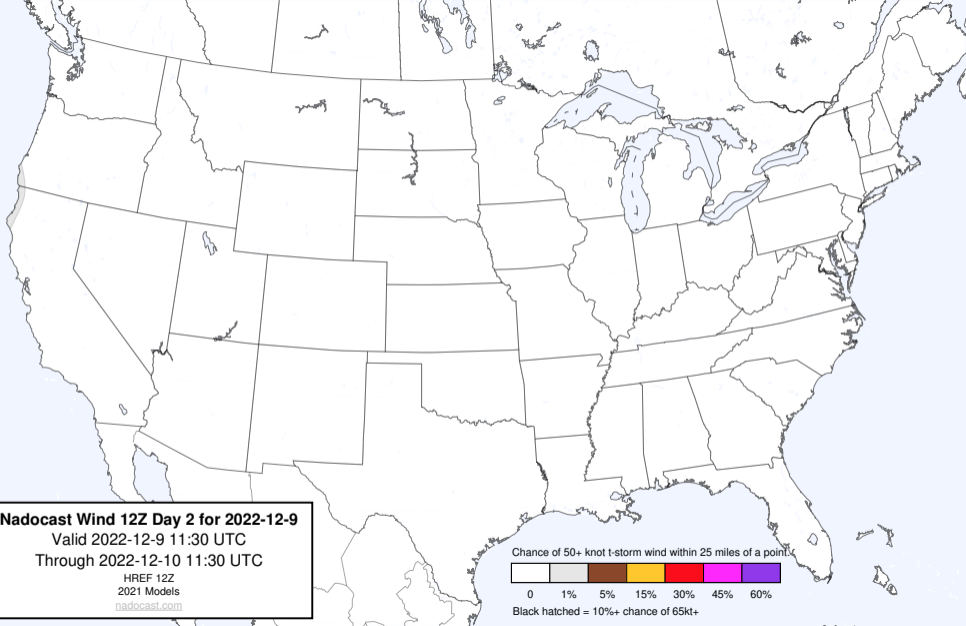 Nadocast Wind 12Z Day 2 for 2022-12-9
Valid 2022-12-9 11:30 UTC
Through 2022-12-10 11:30 UTC
HREF 12Z
2021 Models
nadocast.com
Chance of 50+ knot t-storm wind within 25 miles of a point.
0 1% 5% 15% 30% 45% 60%
Black hatched = 10%+ chance of 65kt+